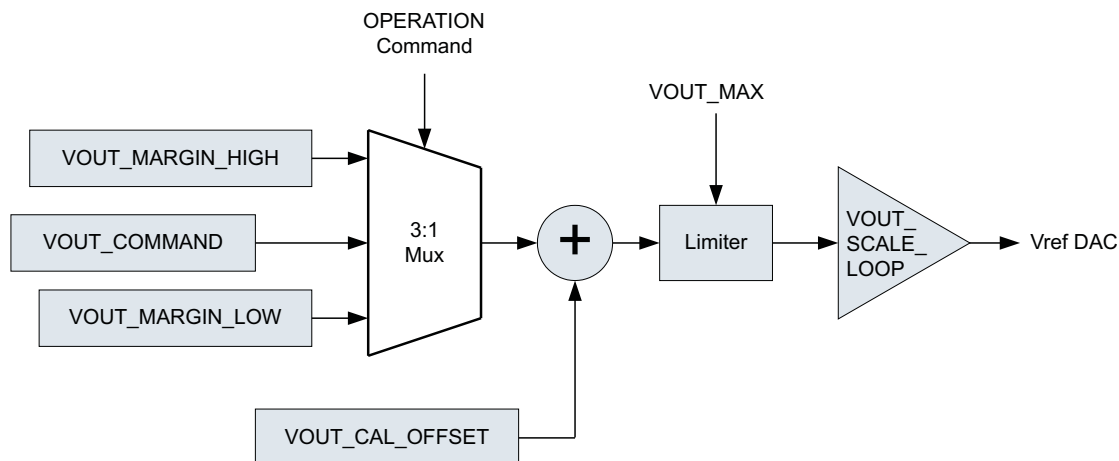 OPERATION
Command
VOUT_MAX
VOUT_MARGIN_HIGH
VOUT_COMMAND
VOUT_MARGIN_LOW
3:1
Mux
+
Limiter
VOUT_
SCALE_
LOOP
Vref DAC
VOUT_CAL_OFFSET